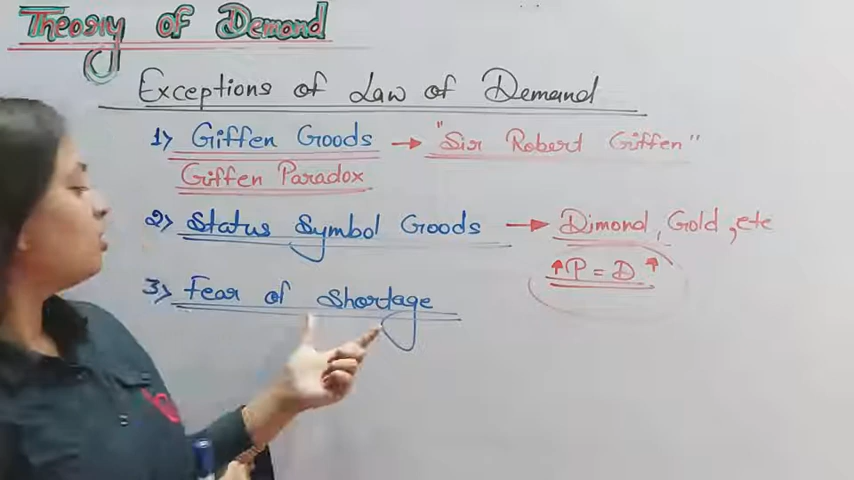 Theory of Demand
Exceptions of Law of Demand
1) Giffen Goods → "Sir Robert Giffen"
Giffen Paradox
2) Status Symbol Goods → Dimond, Gold, etc
↑P = D↑
3) Fear of Shortage